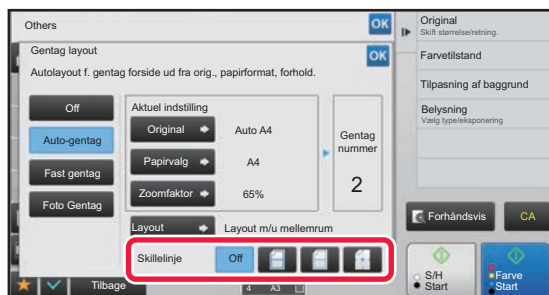 Others
OK
Gentag layout
OK
Autolayout f. gentag forside ud fra orig., papirformat, forhold.
Off
Auto-gentag
Fast gentag
Foto Gentag
Aktuel indstilling
Original
Auto A4
Papirvalg
A4
Zoomfaktor
65%
Gentag
nummer
2
Layout
Layout m/u mellemrum
Skillelinje
Off
Tilbage
4
A3
Original
Skift størrelse/retning.
Farvetilstand
Tilpasning af baggrund
Belysning
Vælg type/eksponering
Forhåndsvis
CA
S/H
Start
Farve
Start